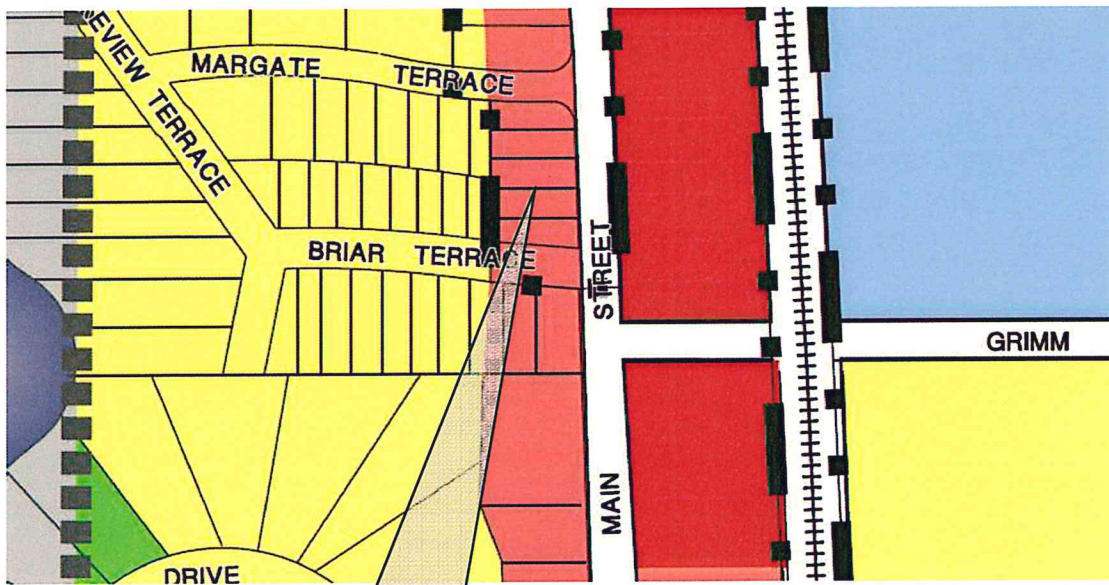 EVIEW TERRACE
MARGATE TERRACE
BRIAR TERRACE
MAIN STREET
GRIMM
DRIVE